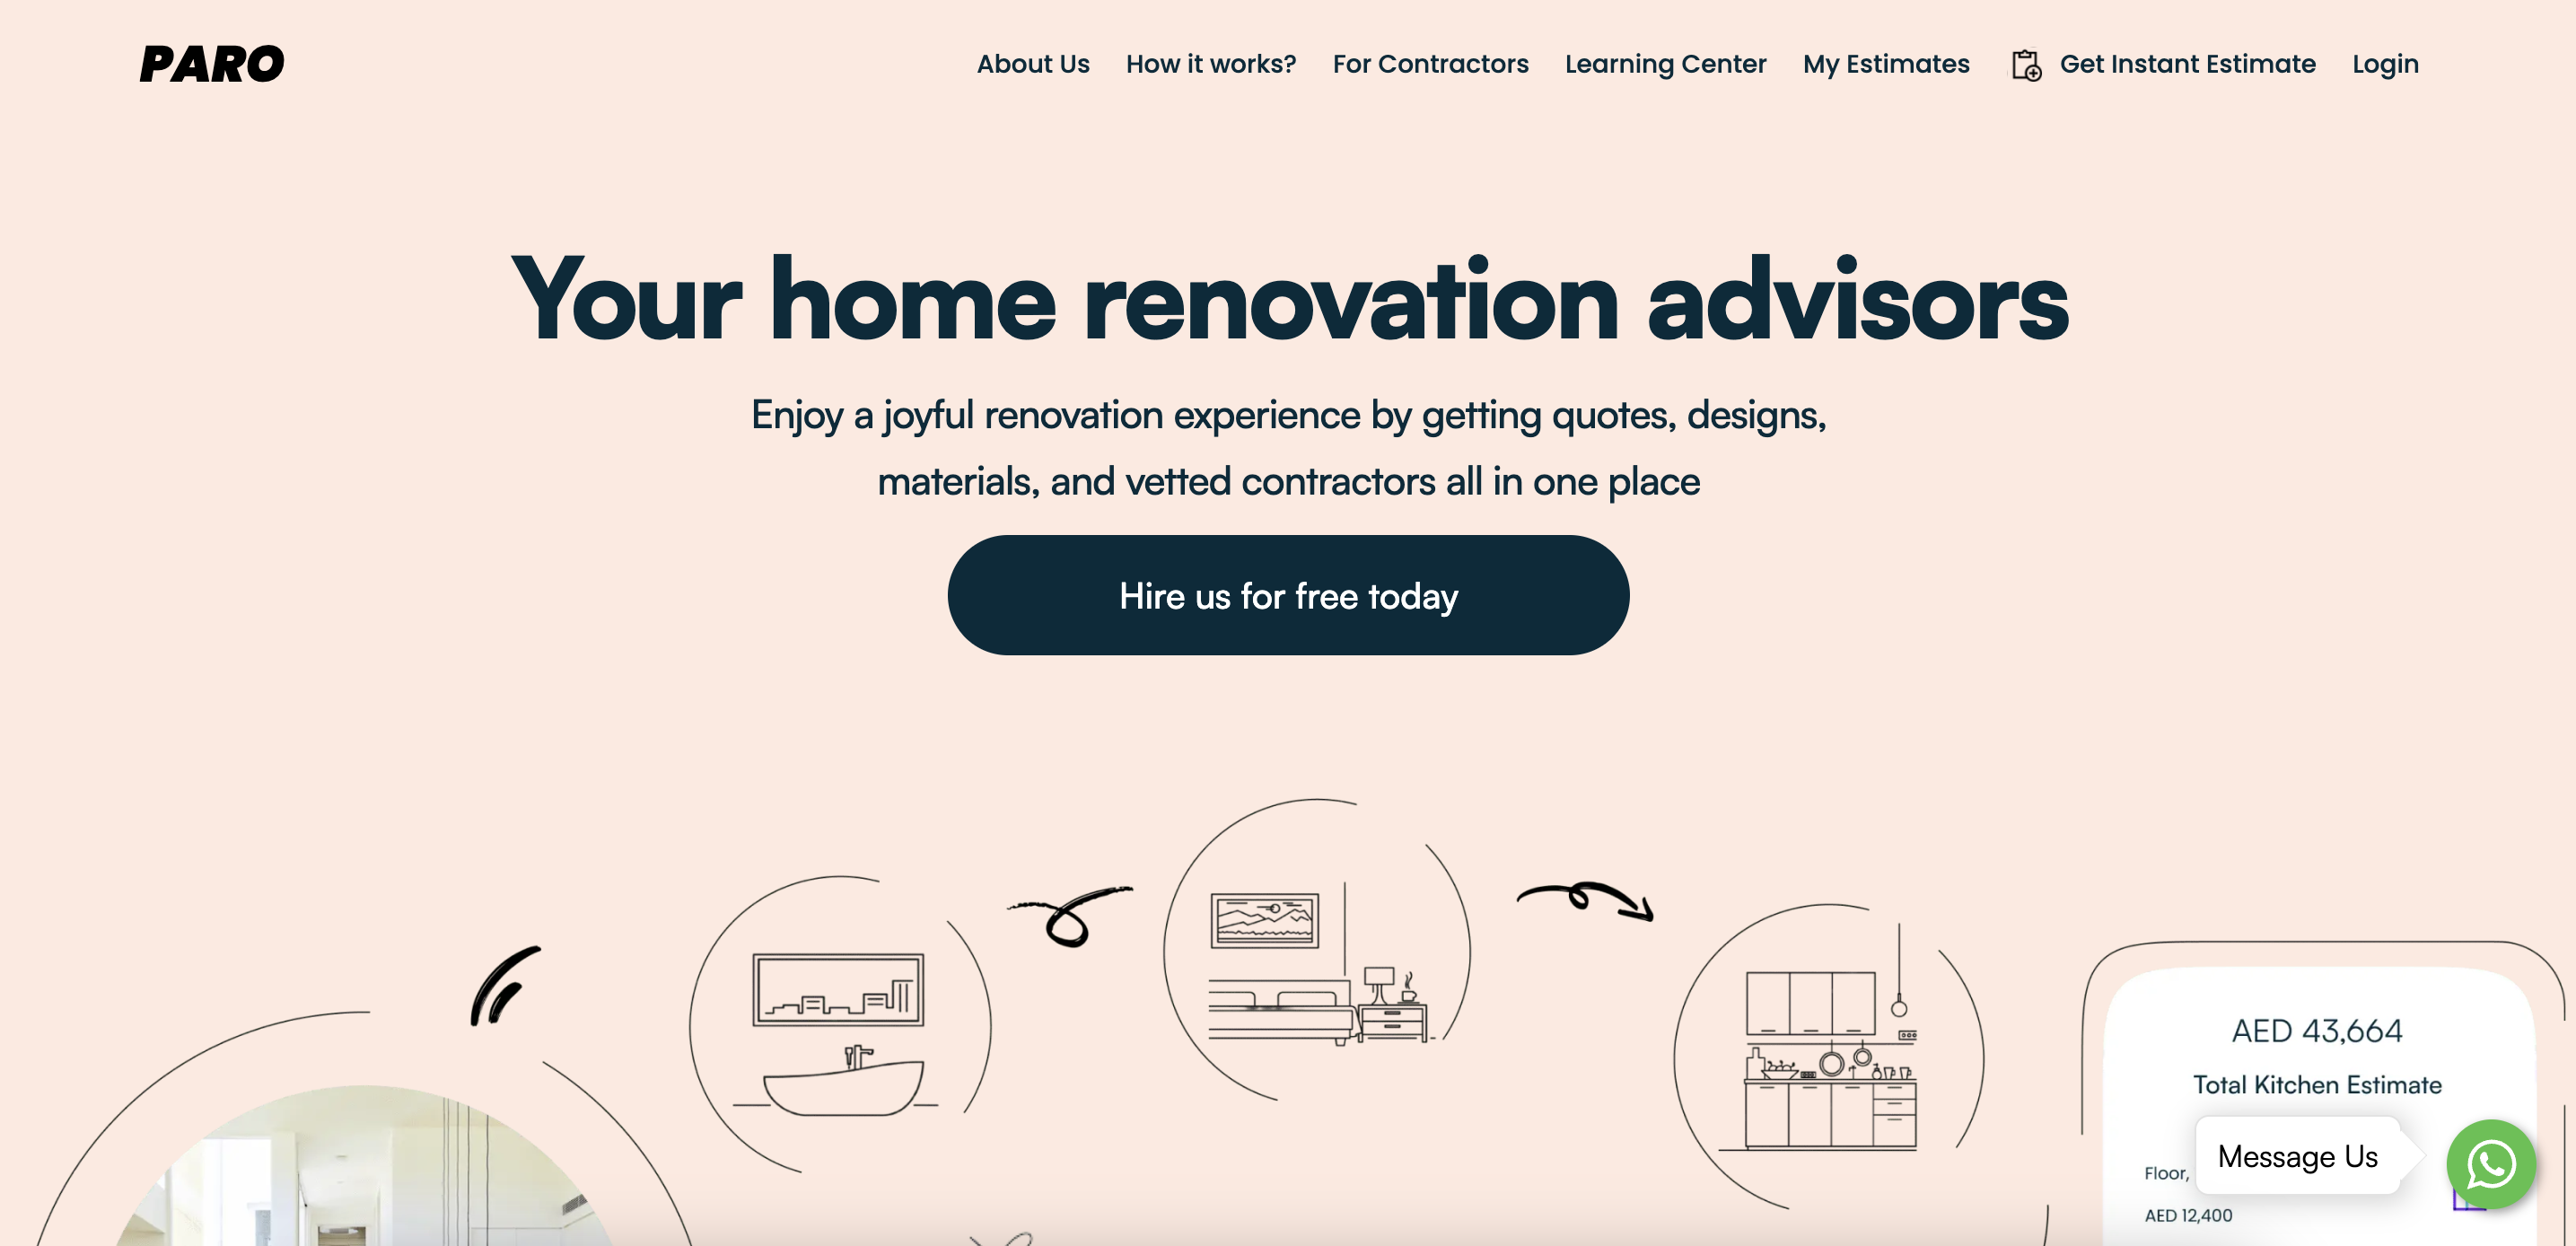 PARO
About Us How it works? For Contractors Learning Center My Estimates Get Instant Estimate Login
Your home renovation advisors
Enjoy a joyful renovation experience by getting quotes, designs,
materials, and vetted contractors all in one place
Hire us for free today
AED 43,664
Total Kitchen Estimate
Message Us
Floor,
AED 12,400